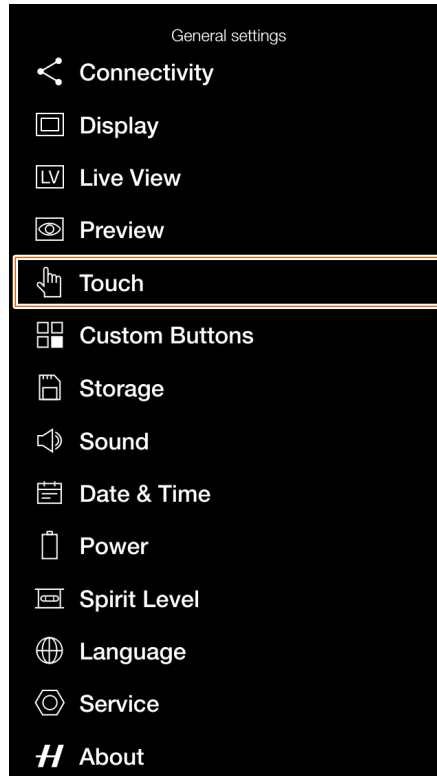 General settings
Connectivity
Display
LV Live View
Preview
Touch
Custom Buttons
Storage
Sound
Date & Time
Power
Spirit Level
Language
Service
H About